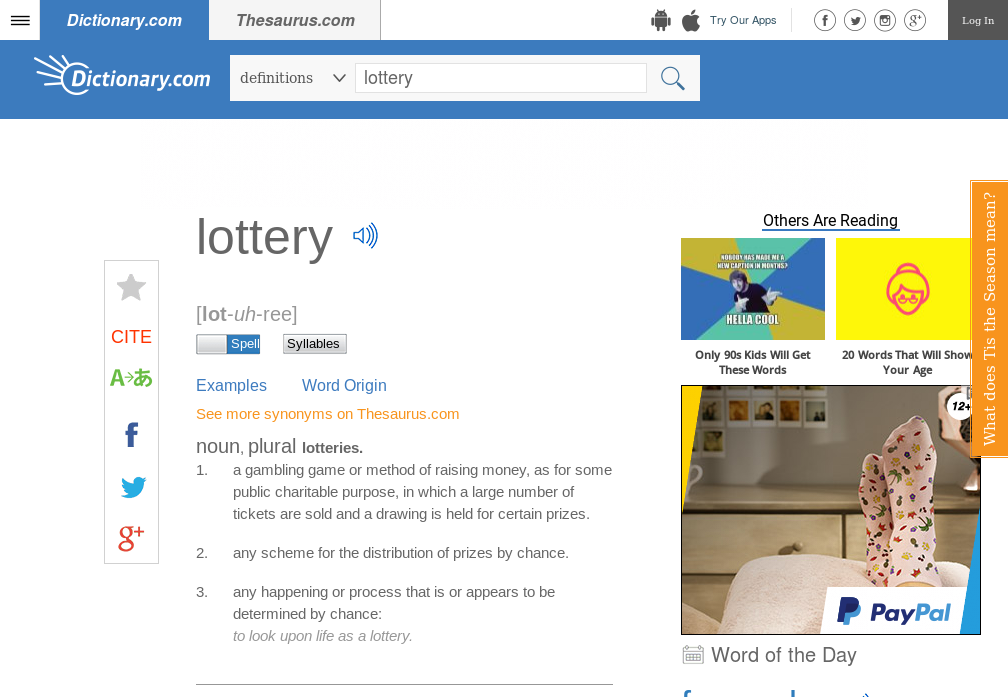 Dictionary.com
Thesaurus.com
Try Our Apps
Log In
Dictionary.com
definitions
lottery
lottery
[lot-uh-ree]
Spell
Syllables
Examples
Word Origin
See more synonyms on Thesaurus.com
noun, plural lotteries.
1. a gambling game or method of raising money, as for some
public charitable purpose, in which a large number of
tickets are sold and a drawing is held for certain prizes.
2. any scheme for the distribution of prizes by chance.
3. any happening or process that is or appears to be
determined by chance:
to look upon life as a lottery.
CITE
A→あ
f
g+
Others Are Reading
NOBODY HAS MADE ME A
NEW CAPTION IN MONTHS?
HELLA COOL
Only 90s Kids Will Get
These Words
20 Words That Will Show
Your Age
What does Tis the Season mean?
12+
PayPal
Word of the Day